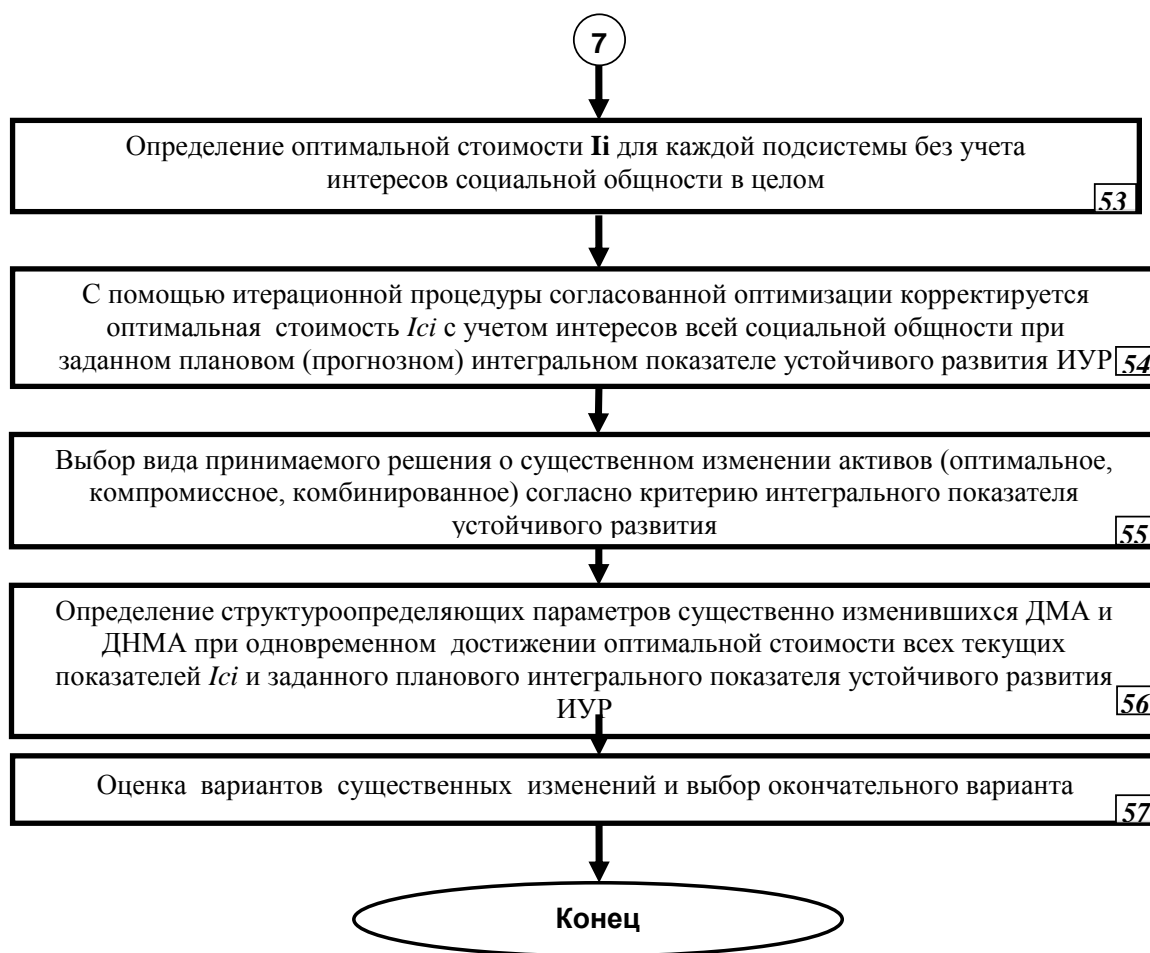 7
Определение оптимальной стоимости Ii для каждой подсистемы без учета
интересов социальной общности в целом
53
С помощью итерационной процедуры согласованной оптимизации корректируется
оптимальная стоимость Ici с учетом интересов всей социальной общности при
заданном плановом (прогнозном) интегральном показателе устойчивого развития ИУР
54
Выбор вида принимаемого решения о существенном изменении активов (оптимальное,
компромиссное, комбинированное) согласно критерию интегрального показателя
устойчивого развития
55
Определение структуроопределяющих параметров существенно изменившихся ДМА и
ДНМА при одновременном достижении оптимальной стоимости всех текущих
показателей Ici и заданного планового интегрального показателя устойчивого развития
ИУР
56
Оценка вариантов существенных изменений и выбор окончательного варианта
57
Конец